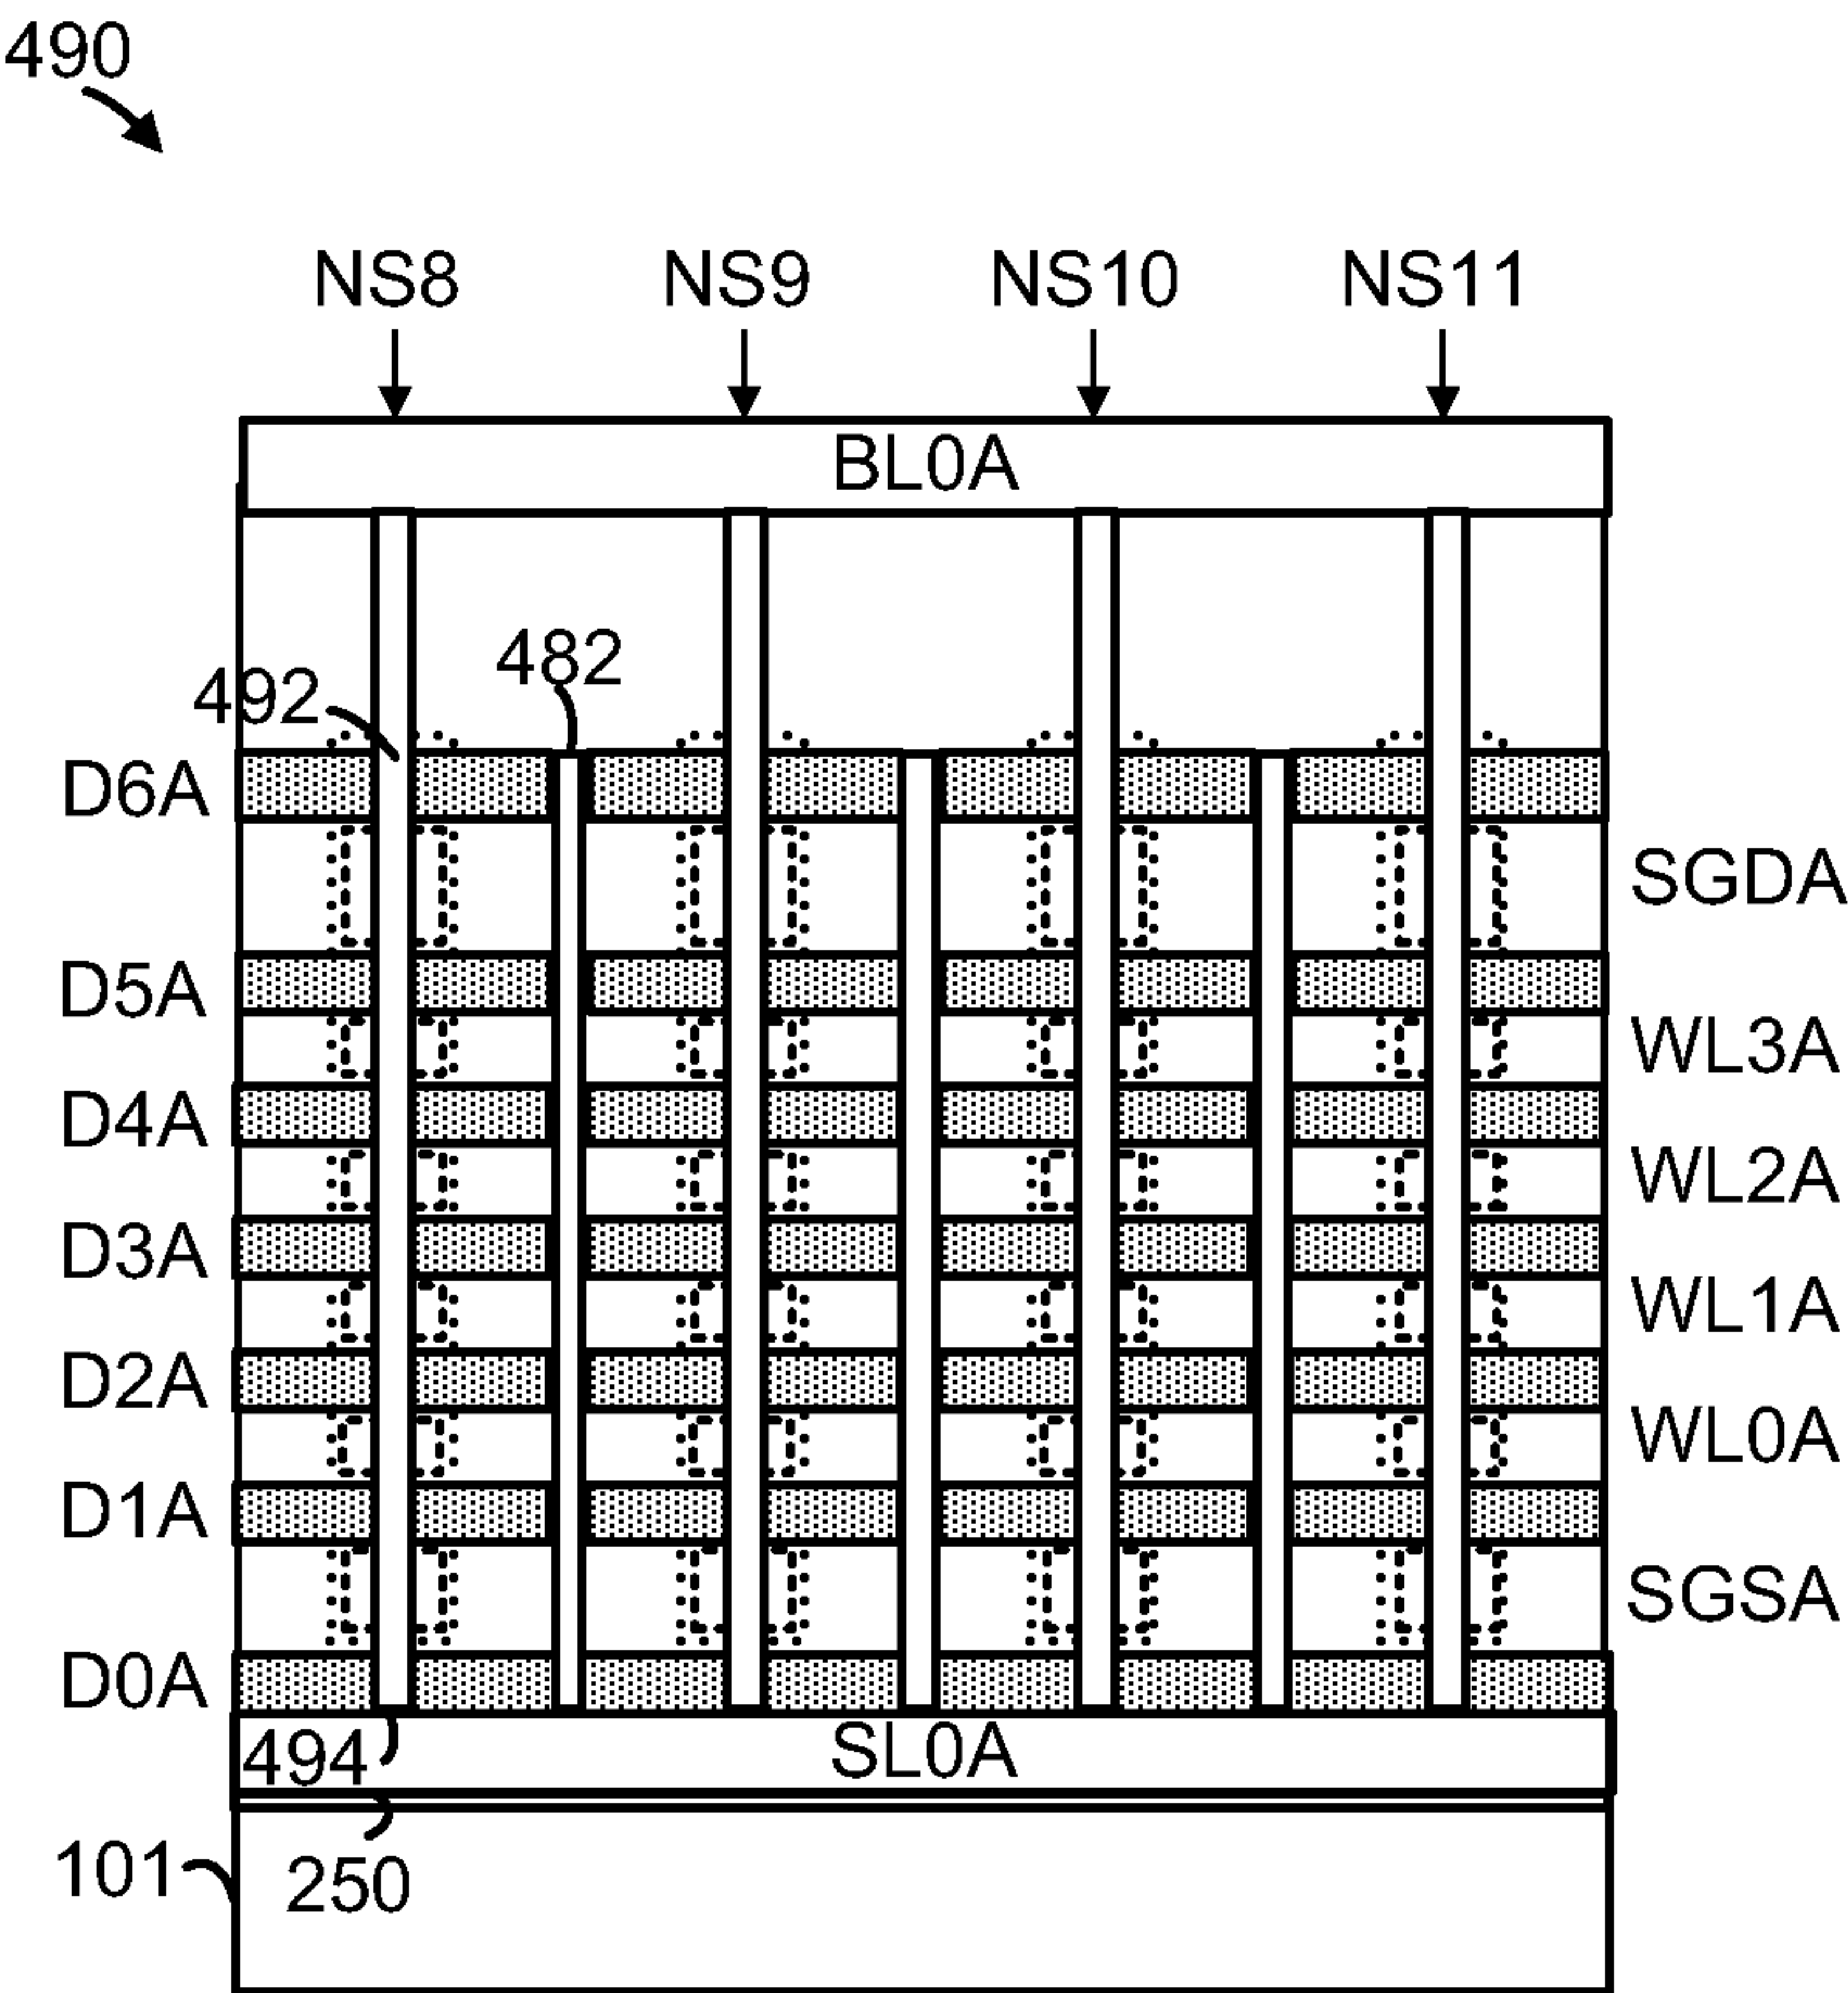 490
NS8 NS9 NS10 NS11
BL0A
482
492
D6A
SGDA
D5A
WL3A
D4A
WL2A
D3A
WL1A
D2A
WL0A
D1A
SGSA
D0A
494 SL0A
101 250